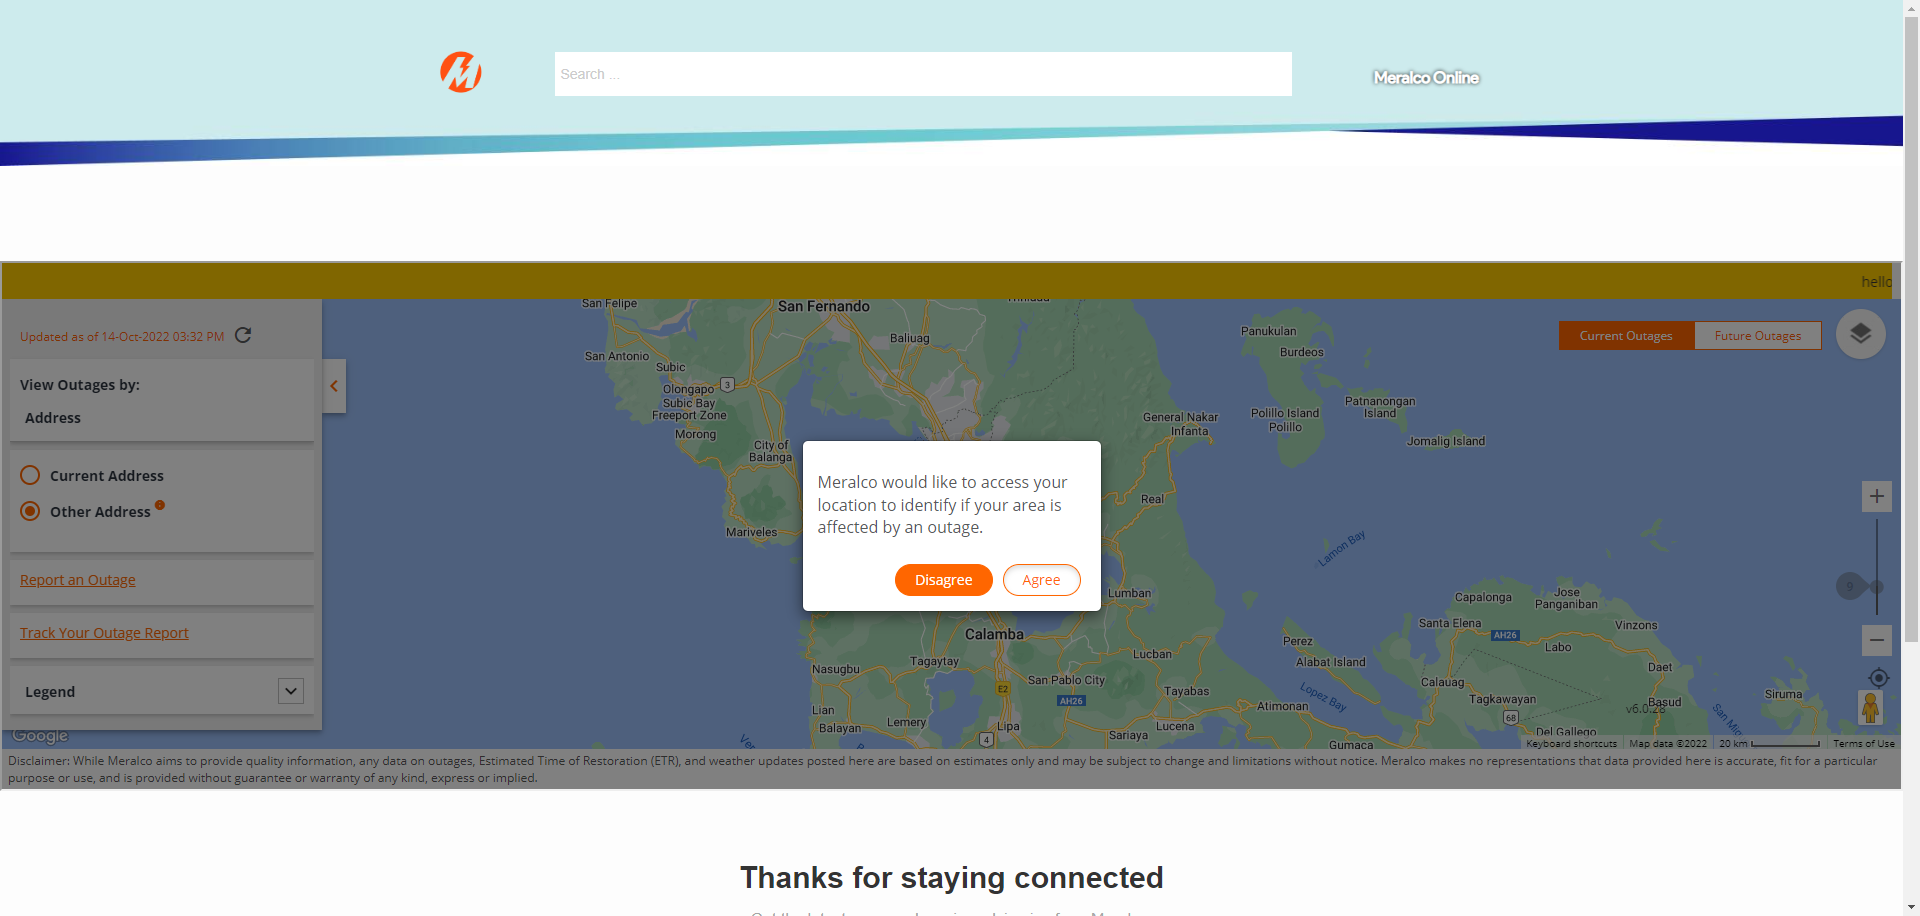 Search ...
Meralco Online
hello
Updated as of 14-Oct-2022 03:32 PM
View Outages by:
Address
Current Address
Other Address
Report an Outage
Track Your Outage Report
Legend
Current Outages
Future Outages
San Felipe
San Fernando
Trinidad
Baliuag
San Antonio
Subic
Olongapo
3
Subic Bay
Freeport Zone
Morong
City of
Balanga
Mariveles
Panukulan
Burdeos
General Nakar
Infanta
Polillo Island
Polillo
Patnanongan
Island
Jomalig Island
Real
Lamon Bay
Meralco would like to access your
location to identify if your area is
affected by an outage.
Disagree
Agree
Lumban
Calamba
Nasugbu
Tagaytay
Lucban
San Pablo City
E2
AH26
Tayabas
Lian
Balayan
Lemery
Lipa
4
Lucena
Sariaya
Atimonan
Gumaca
Perez
Alabat Island
Lopez Bay
Calauag
Tagkawayan
68
Del Gallego
Capalonga
Jose
Panganiban
Santa Elena
AH26
Vinzons
Labo
Daet
Basud
Siruma
9
v6.0.28
Google
Keyboard shortcuts
Map data ©2022
20 km
Terms of Use
Disclaimer: While Meralco aims to provide quality information, any data on outages, Estimated Time of Restoration (ETR), and weather updates posted here are based on estimates only and may be subject to change and limitations without notice. Meralco makes no representations that data provided here is accurate, fit for a particular
purpose or use, and is provided without guarantee or warranty of any kind, express or implied.
Thanks for staying connected